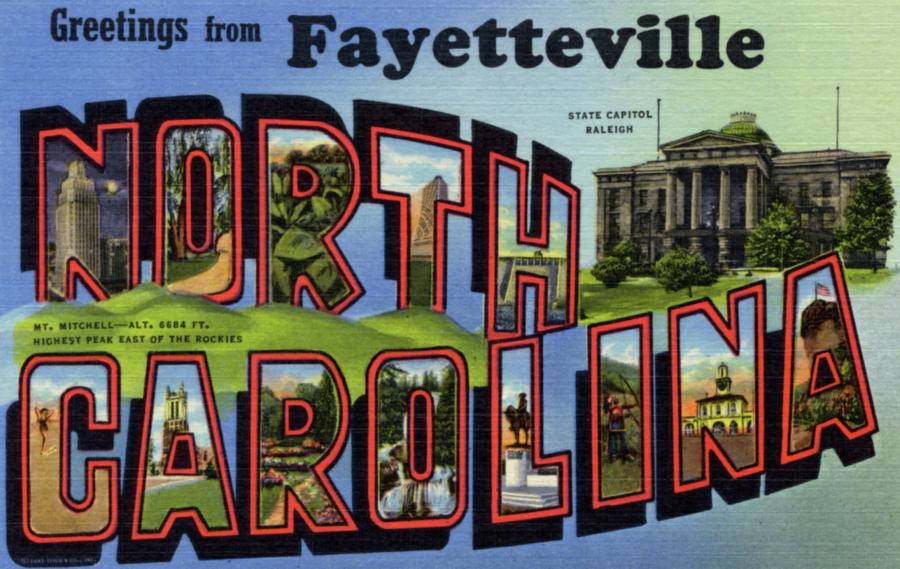 Greetings from Fayetteville
STATE CAPITOL
RALEIGH
NORTH
MT. MITCHELL—ALT. 6684 FT.
HIGHEST PEAK EAST OF THE ROCKIES
CAROLINA